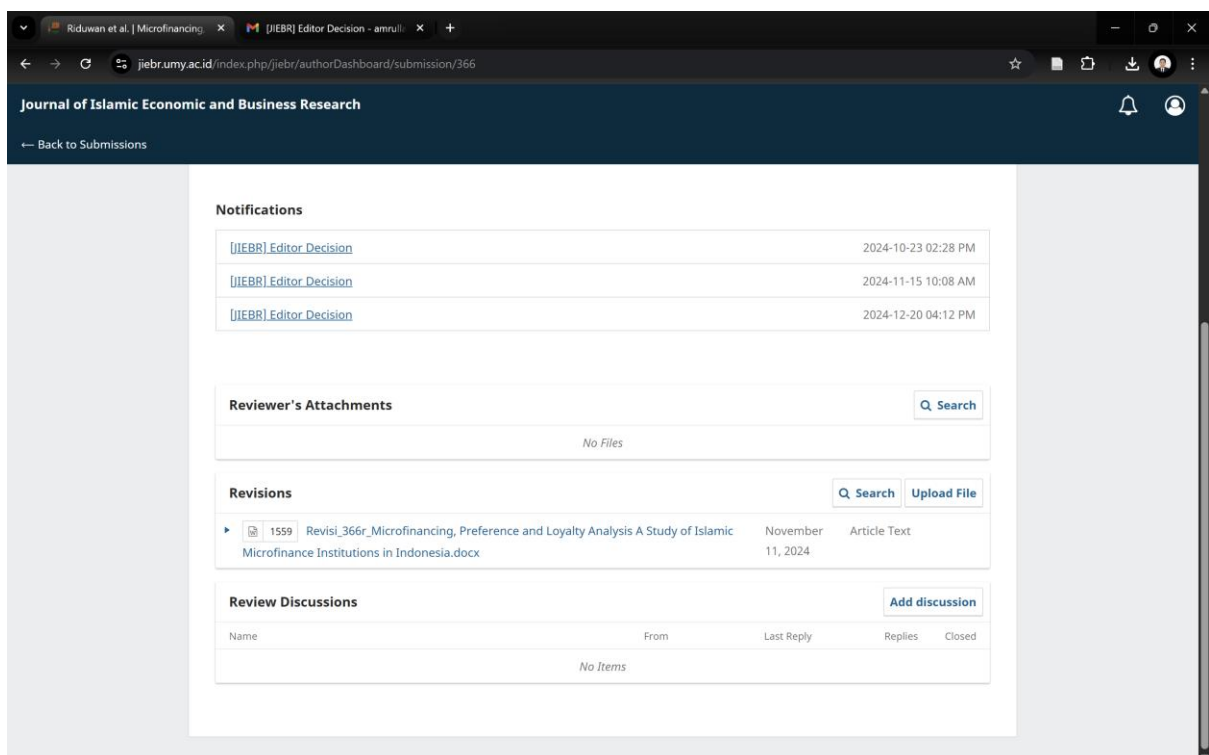 Riduwan et al. | Microfinancing,
[JIEBR] Editor Decision - amrull
jiebr.umy.ac.id/index.php/jiebr/authorDashboard/submission/366
Journal of Islamic Economic and Business Research
← Back to Submissions
Notifications
[JIEBR] Editor Decision 2024-10-23 02:28 PM
[JIEBR] Editor Decision 2024-11-15 10:08 AM
[JIEBR] Editor Decision 2024-12-20 04:12 PM
Reviewer's Attachments Search
No Files
Revisions Search Upload File
1559 Revisi_366r_Microfinancing, Preference and Loyalty Analysis A Study of Islamic November Article Text
Microfinance Institutions in Indonesia.docx 11, 2024
Review Discussions Add discussion
Name From Last Reply Replies Closed
No Items